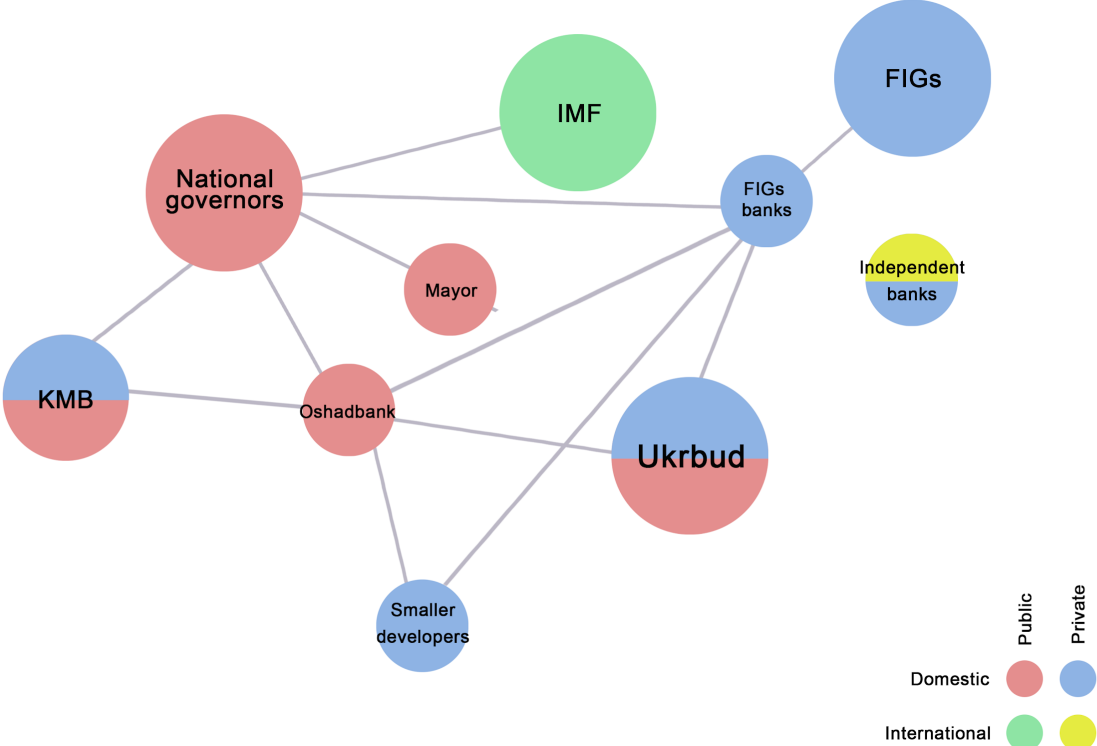 FIGs
IMF
National
governors
FIGs
banks
Independent
banks
Mayor
KMB
Oshadbank
Ukrbud
Smaller
developers
Public
Private
Domestic
International